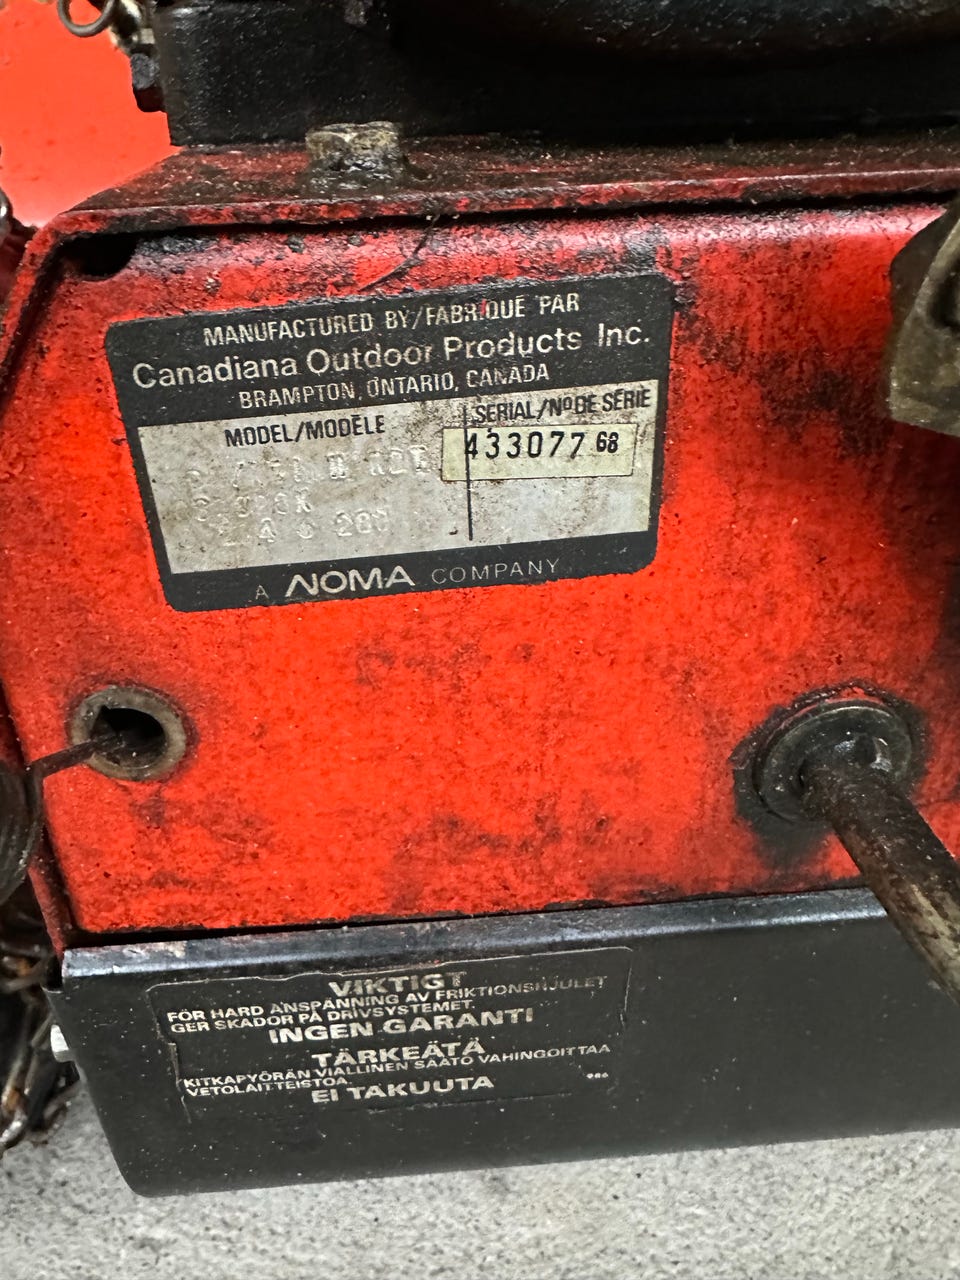 MANUFACTURED BY/FABRIQUÉ PAR
Canadiana Outdoor Products Inc.
BRAMPTON, ONTARIO, CANADA
MODEL/MODÈLE
SERIAL/Nº DE SÉRIE
433077 68
A NOMA COMPANY
VIKTIGT
FÖR HARD ANSPÄNNING AV FRIKTIONSHJULET
GER SKADOR PÅ DRIVSYSTEMET.
INGEN GARANTI
TÄRKEÄTÄ
KITKAPYÖRÄN VIALLINEN SÄÄTO VAHINGOITTAA
VETOLAITTEISTOA.
EI TAKUUTA